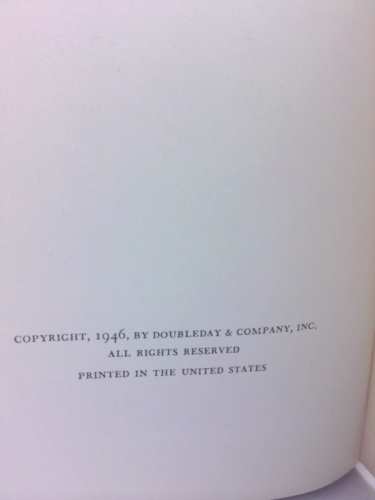 COPYRIGHT, 1946, BY DOUBLEDAY & COMPANY, INC.
ALL RIGHTS RESERVED
PRINTED IN THE UNITED STATES